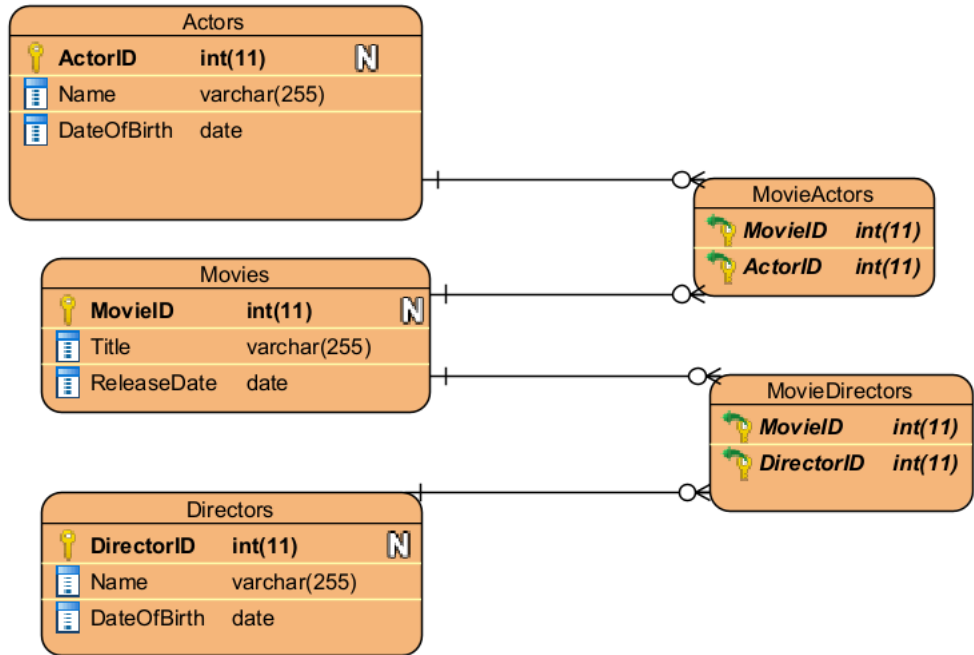 Actors
ActorID int(11) N
Name varchar(255)
DateOfBirth date
MovieActors
MovieID int(11)
ActorID int(11)
Movies
MovieID int(11) N
Title varchar(255)
ReleaseDate date
MovieDirectors
MovieID int(11)
DirectorID int(11)
Directors
DirectorID int(11) N
Name varchar(255)
DateOfBirth date